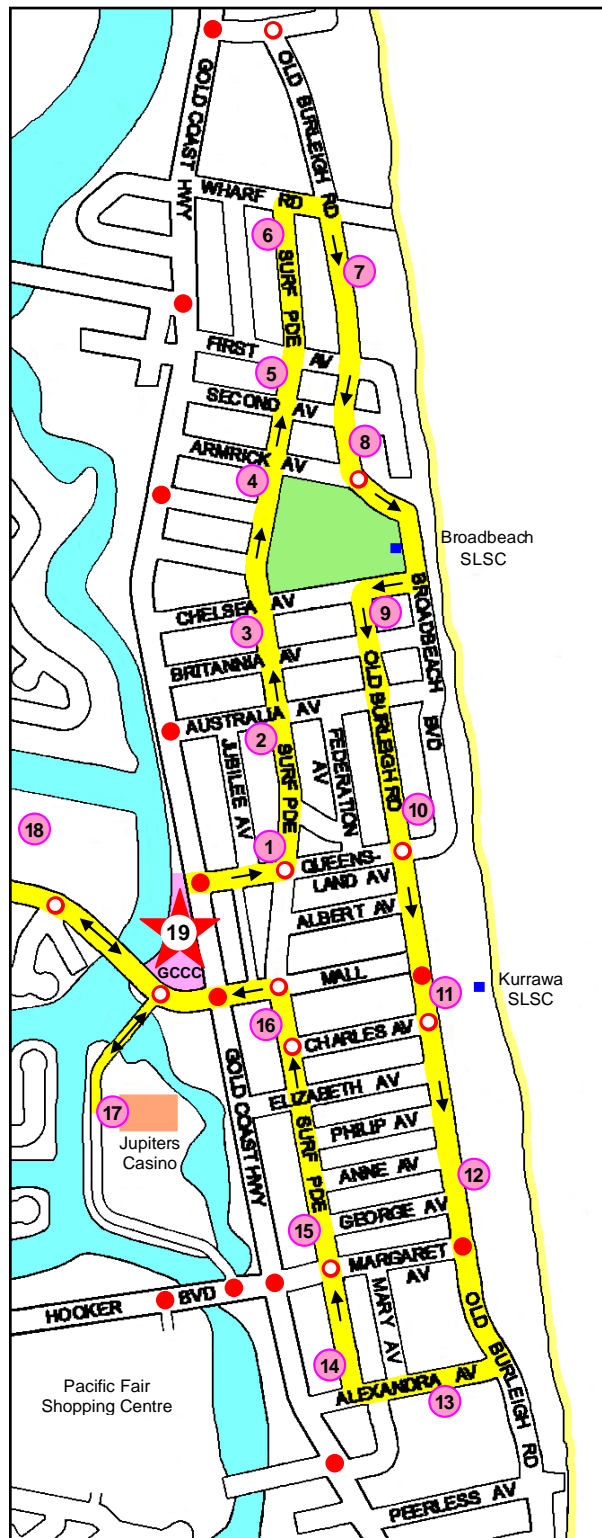 OLD BURLEIGH RD
GOLD COAST HWY
WHARF RD
6
7
SURF PDE
FIRST AV
5
SECOND AV
8
ARMRICK AV
4
Broadbeach
SLSC
CHELSEA AV
9
3
BROADBEACH BVD
BRITANNIA AV
OLD BURLEIGH RD
AUSTRALIA AV
2
JUBILEE AV
SURF PDE
FEDERATION
AV
10
18
1
QUEENS-
LAND AV
ALBERT AV
19
GCCC
MALL
Kurrawa
SLSC
11
16
CHARLES AV
GOLD COAST HWY
ELIZABETH AV
17
Jupiters
Casino
PHILIP AV
SURF PDE
ANNE AV
12
GEORGE AV
15
MARGARET
AV
HOOKER BVD
MARY AV
OLD BURLEIGH RD
14
Pacific Fair
Shopping Centre
ALEXANDRA AV
13
PEERLESS AV